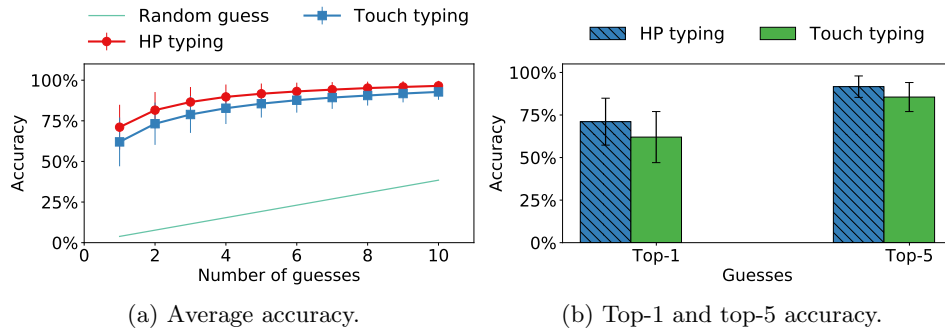 Random guess
HP typing
Touch typing
100%
75%
50%
25%
0%
Accuracy
0 2 4 6 8 10
Number of guesses
(a) Average accuracy.
HP typing
Touch typing
100%
75%
50%
25%
0%
Accuracy
Top-1 Top-5
Guesses
(b) Top-1 and top-5 accuracy.